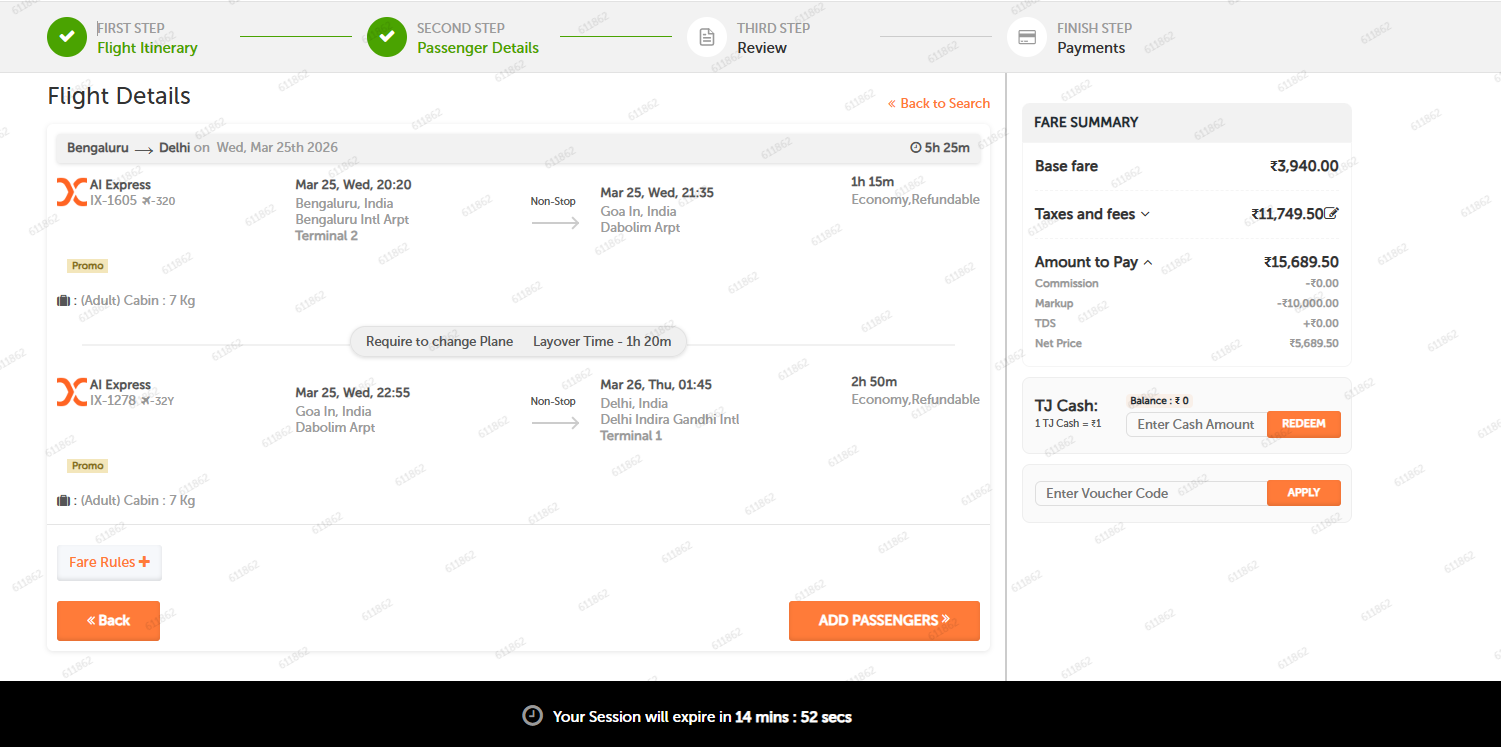 FIRST STEP
Flight Itinerary
SECOND STEP
Passenger Details
THIRD STEP
Review
FINISH STEP
Payments
Flight Details
« Back to Search
Bengaluru → Delhi on Wed, Mar 25th 2026
5h 25m
AI Express
IX-1605 ✈-320
Mar 25, Wed, 20:20
Bengaluru, India
Bengaluru Intl Arpt
Terminal 2
Non-Stop
Mar 25, Wed, 21:35
Goa In, India
Dabolim Arpt
1h 15m
Economy,Refundable
Promo
: (Adult) Cabin : 7 Kg
Require to change Plane Layover Time - 1h 20m
AI Express
IX-1278 ✈-32Y
Mar 25, Wed, 22:55
Goa In, India
Dabolim Arpt
Non-Stop
Mar 26, Thu, 01:45
Delhi, India
Delhi Indira Gandhi Intl
Terminal 1
2h 50m
Economy,Refundable
Promo
: (Adult) Cabin : 7 Kg
Fare Rules +
« Back
ADD PASSENGERS »
FARE SUMMARY
Base fare ₹3,940.00
Taxes and fees ₹11,749.50
Amount to Pay ₹15,689.50
Commission -₹0.00
Markup -₹10,000.00
TDS +₹0.00
Net Price ₹5,689.50
TJ Cash:
1 TJ Cash = ₹1
Balance : ₹ 0
Enter Cash Amount REDEEM
Enter Voucher Code APPLY
Your Session will expire in 14 mins : 52 secs
611862